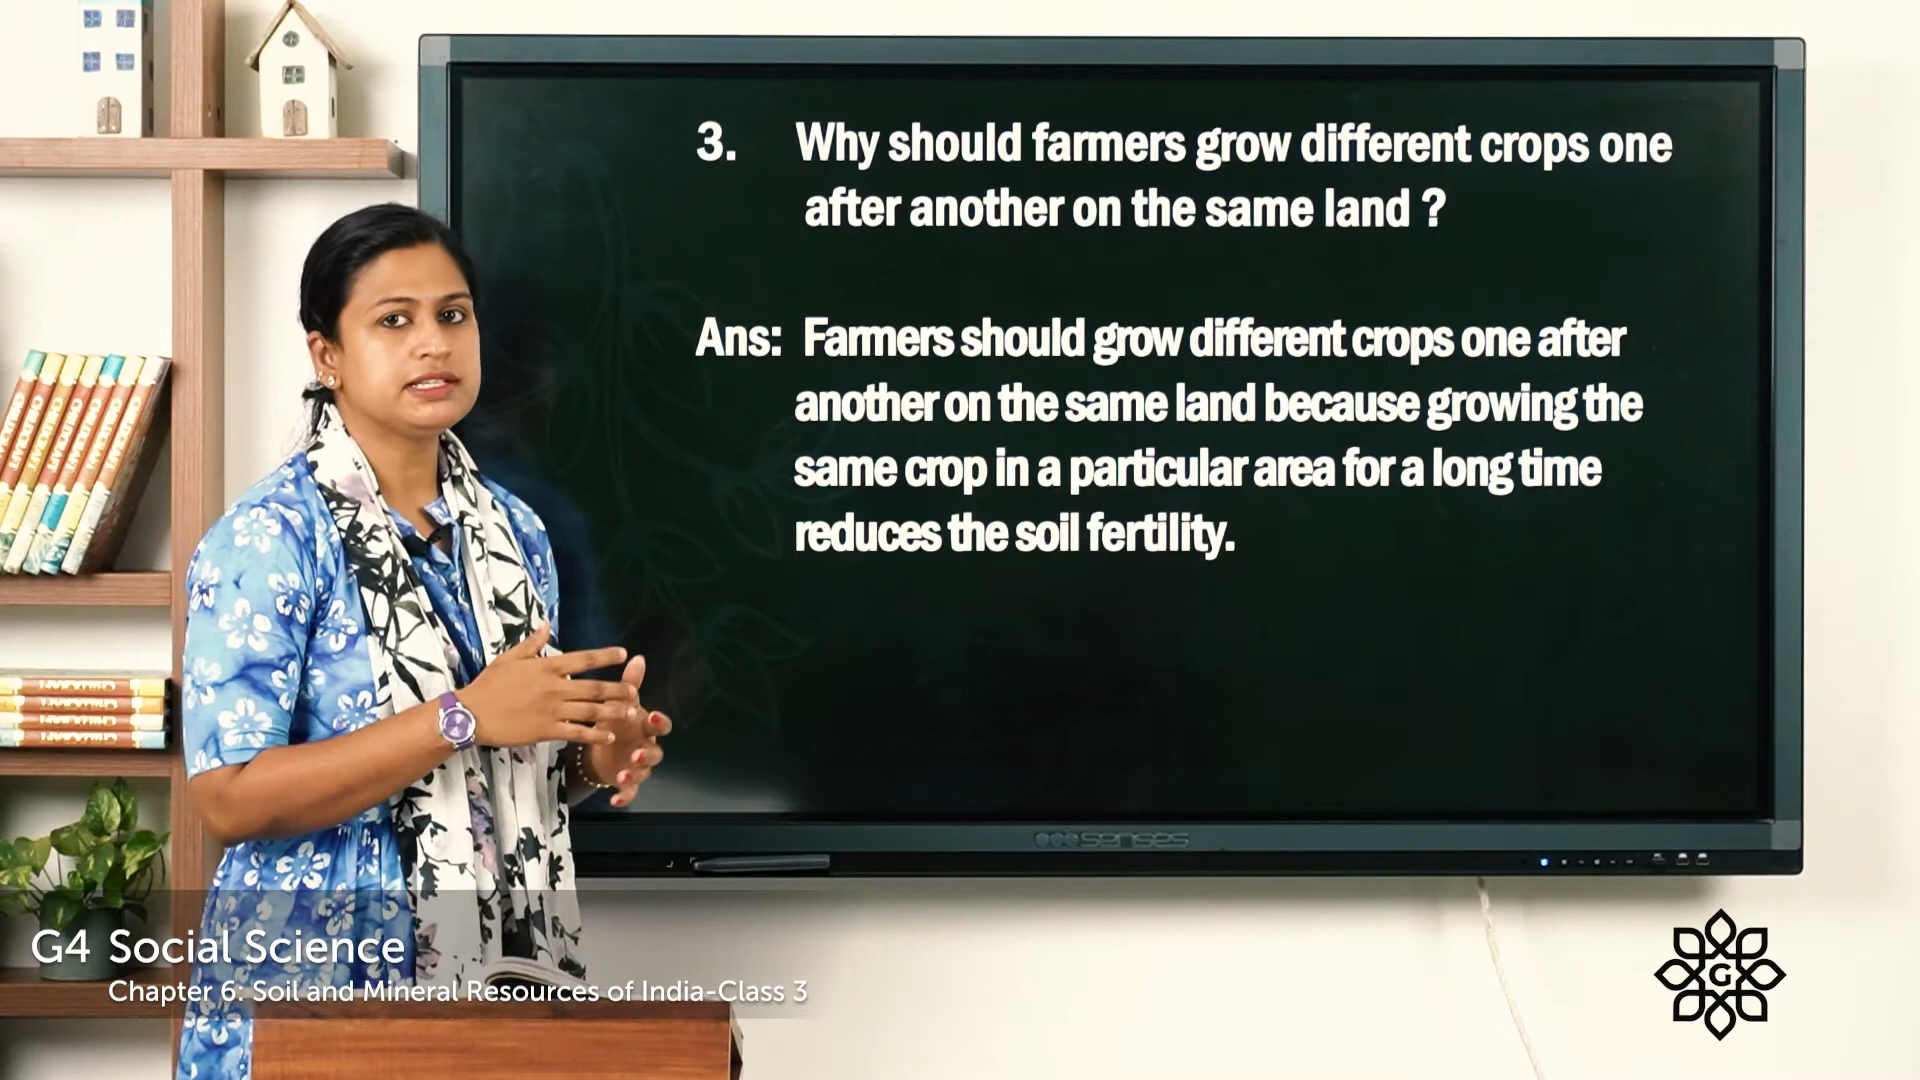 3. Why should farmers grow different crops one
after another on the same land ?
Ans: Farmers should grow different crops one after
another on the same land because growing the
same crop in a particular area for a long time
reduces the soil fertility.
senses
G4 Social Science
Chapter 6: Soil and Mineral Resources of India-Class 3
G